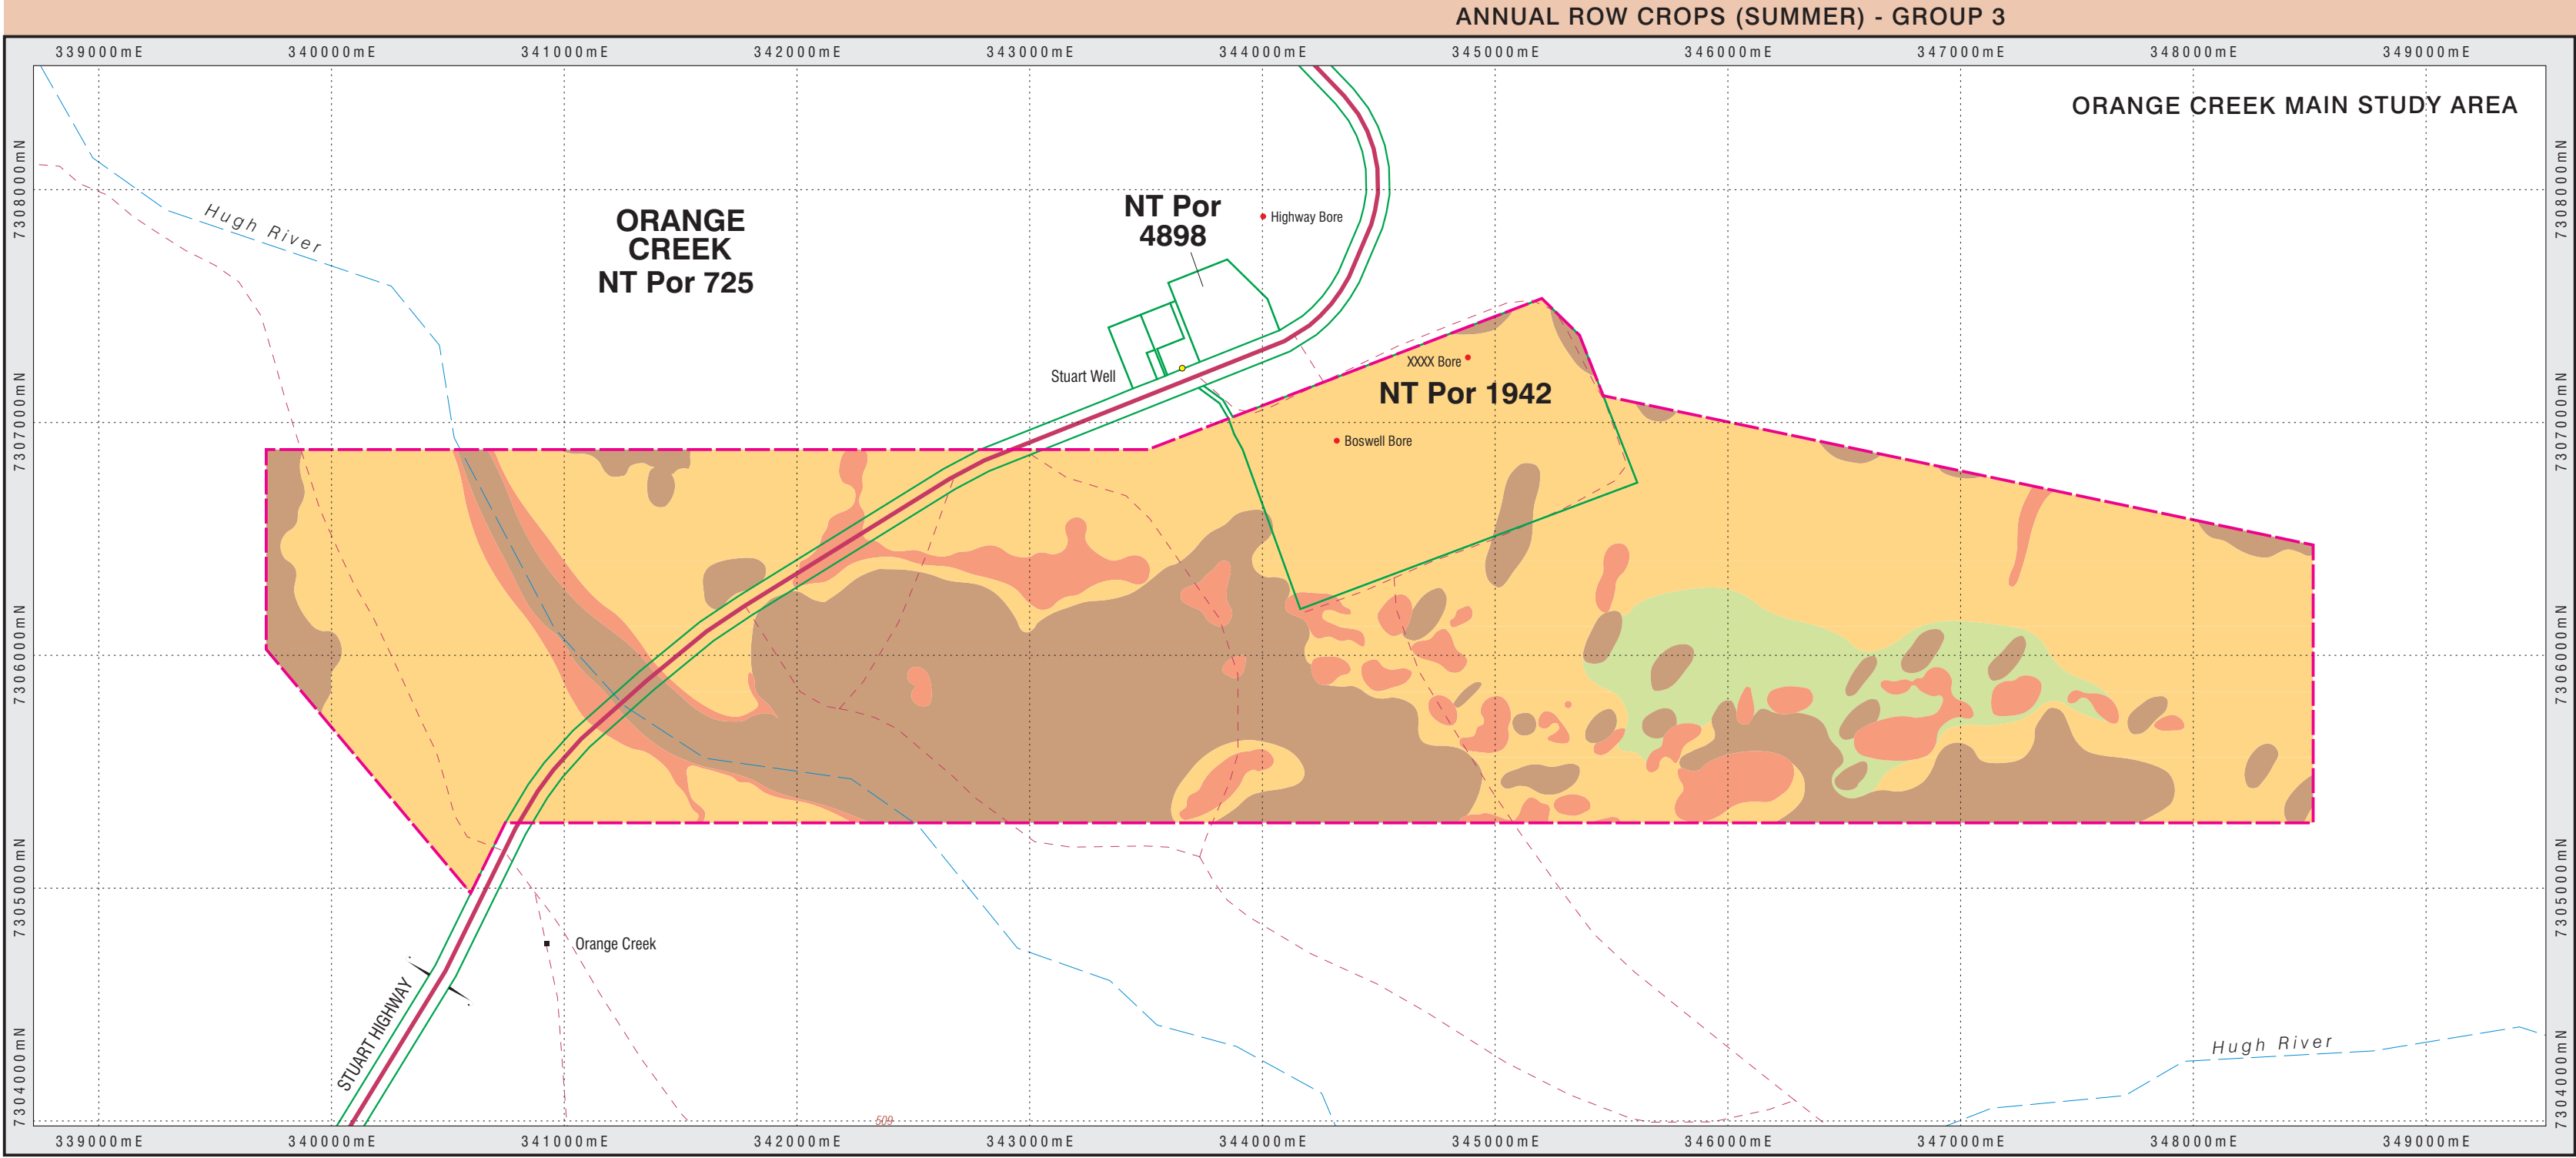 ANNUAL ROW CROPS (SUMMER) - GROUP 3
339000mE 340000mE 341000mE 342000mE 343000mE 344000mE 345000mE 346000mE 347000mE 348000mE 349000mE
ORANGE CREEK MAIN STUDY AREA
7308000mN
7308000mN
Hugh River
ORANGE
CREEK
NT Por 725
NT Por
4898
Highway Bore
XXXX Bore
Stuart Well
NT Por 1942
7307000mN
7307000mN
Boswell Bore
7306000mN
7306000mN
7305000mN
7305000mN
Orange Creek
STUART HIGHWAY
Hugh River
7304000mN
7304000mN
509
339000mE 340000mE 341000mE 342000mE 343000mE 344000mE 345000mE 346000mE 347000mE 348000mE 349000mE